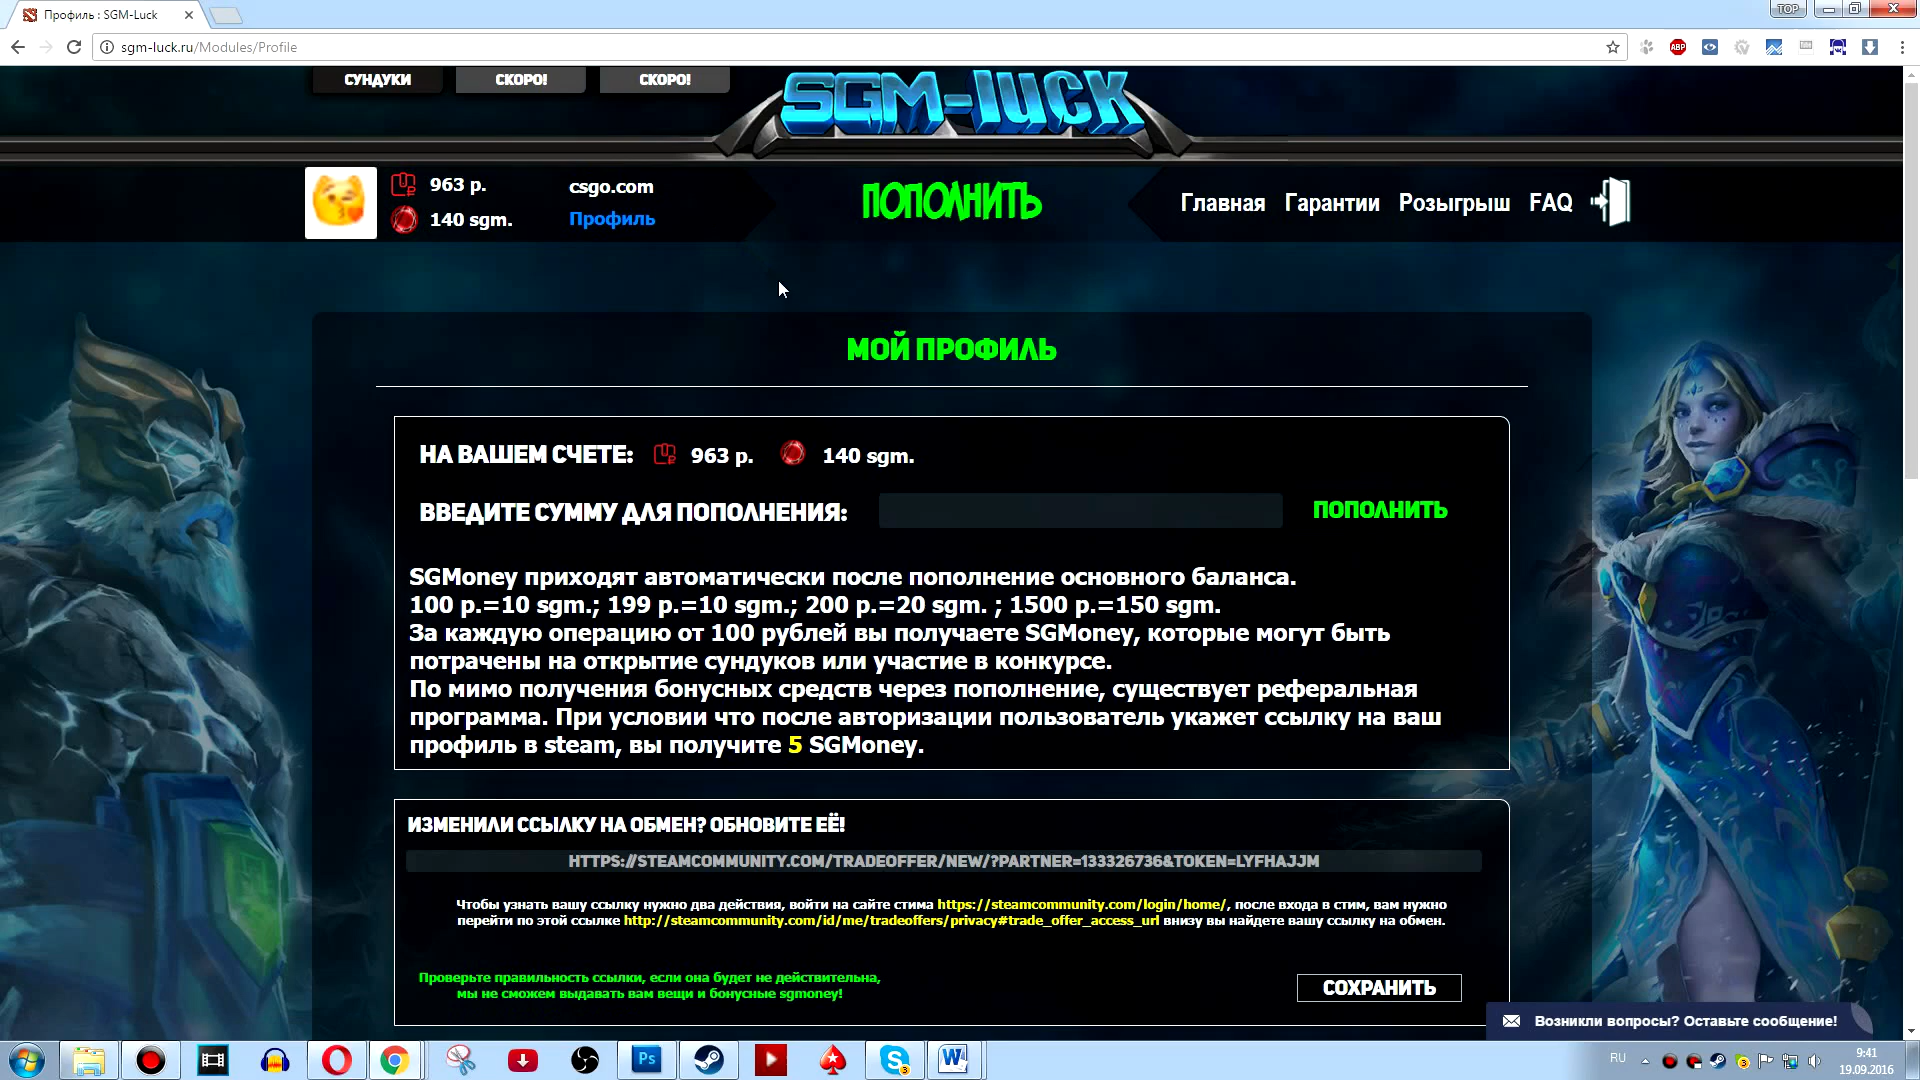 Профиль : SGM-Luck
TOP
sgm-luck.ru/Modules/Profile
ABP
СУНДУКИ
СКОРО!
СКОРО!
SGM-LUCK
963 р.
140 sgm.
csgo.com
Профиль
ПОПОЛНИТЬ
Главная Гарантии Розыгрыш FAQ
МОЙ ПРОФИЛЬ
НА ВАШЕМ СЧЕТЕ: 963 р. 140 sgm.
ВВЕДИТЕ СУММУ ДЛЯ ПОПОЛНЕНИЯ: ПОПОЛНИТЬ
SGMoney приходят автоматически после пополнение основного баланса.
100 р.=10 sgm.; 199 р.=10 sgm.; 200 р.=20 sgm. ; 1500 р.=150 sgm.
За каждую операцию от 100 рублей вы получаете SGMoney, которые могут быть
потрачены на открытие сундуков или участие в конкурсе.
По мимо получения бонусных средств через пополнение, существует реферальная
программа. При условии что после авторизации пользователь укажет ссылку на ваш
профиль в steam, вы получите 5 SGMoney.
ИЗМЕНИЛИ ССЫЛКУ НА ОБМЕН? ОБНОВИТЕ ЕЁ!
HTTPS://STEAMCOMMUNITY.COM/TRADEOFFER/NEW/?PARTNER=133326736&TOKEN=LYFHAJJM
Чтобы узнать вашу ссылку нужно два действия, войти на сайте стима https://steamcommunity.com/login/home/, после входа в стим, вам нужно
перейти по этой ссылке http://steamcommunity.com/id/me/tradeoffers/privacy#trade_offer_access_url внизу вы найдете вашу ссылку на обмен.
Проверьте правильность ссылки, если она будет не действительна,
мы не сможем выдавать вам вещи и бонусные sgmoney!
СОХРАНИТЬ
Возникли вопросы? Оставьте сообщение!
Ps
3
W
RU
9:41
19.09.2016